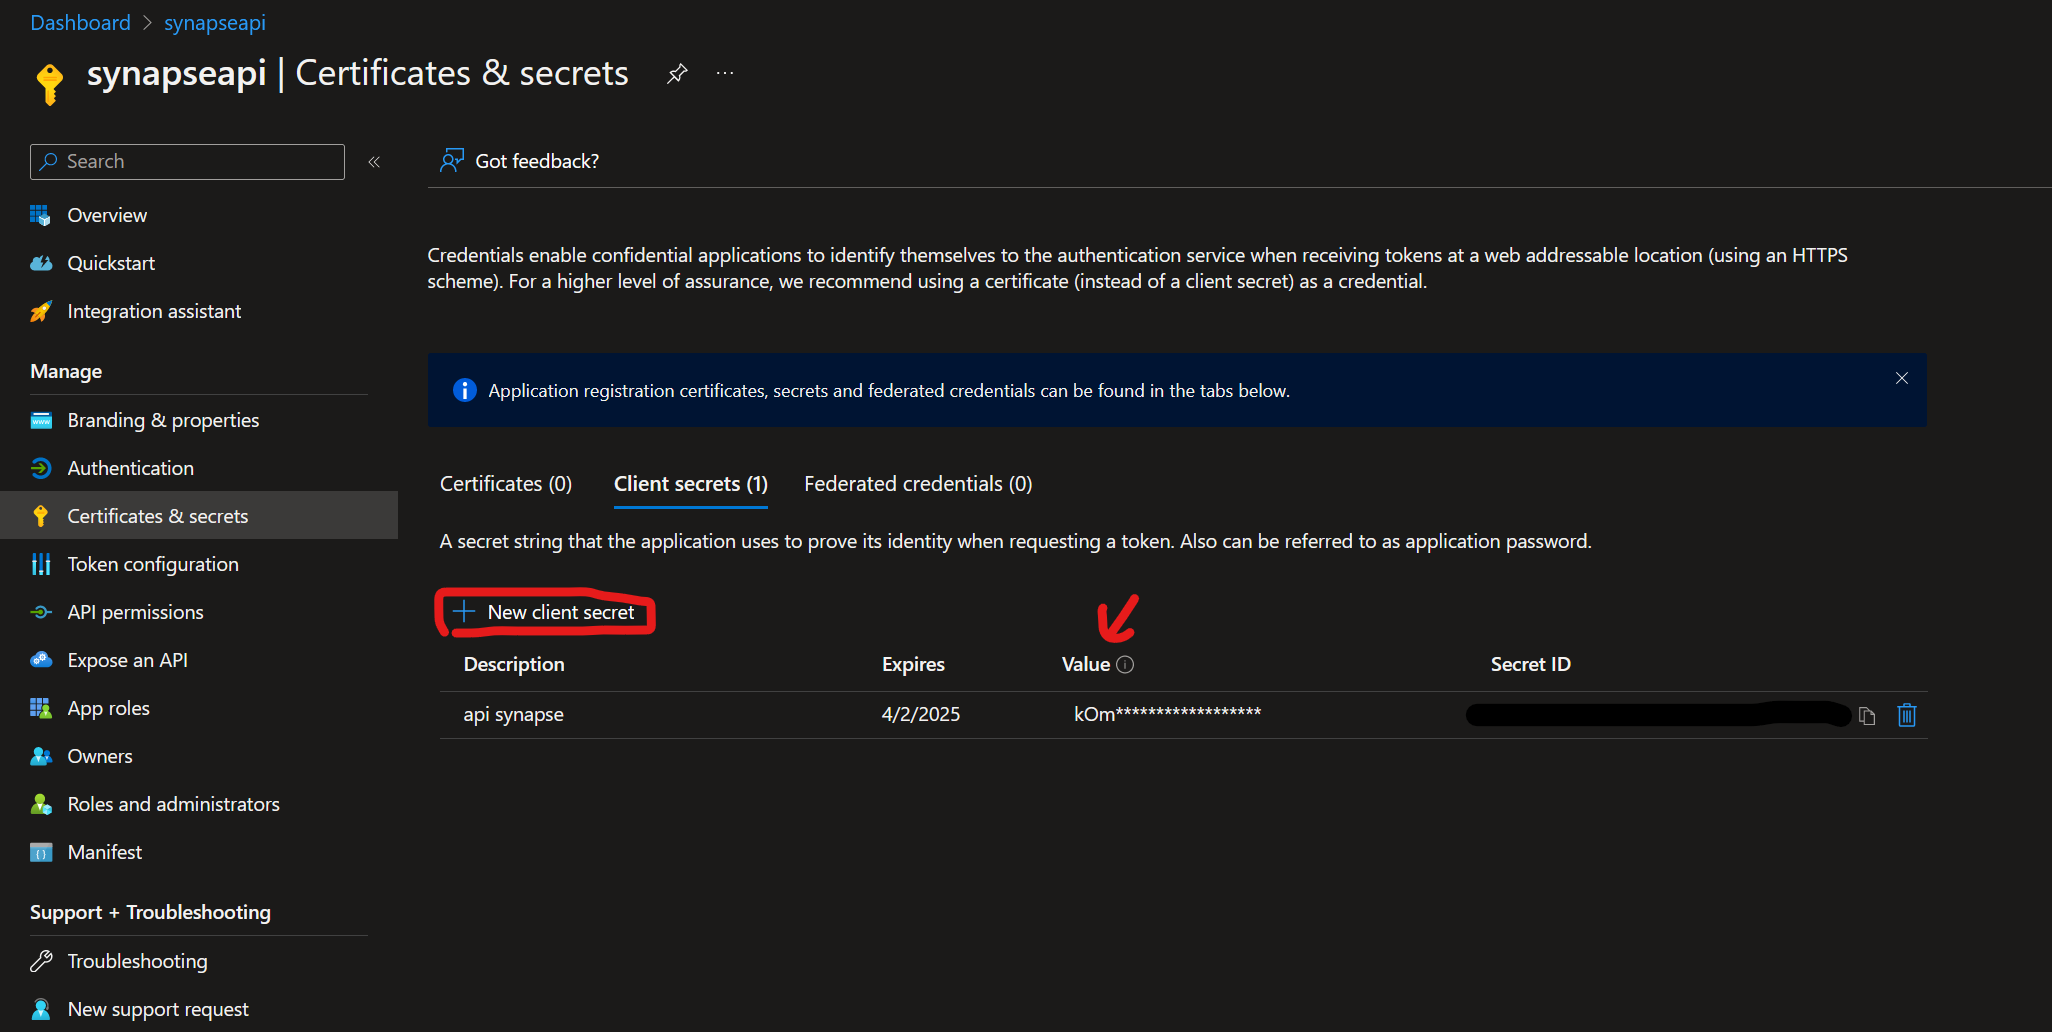 Dashboard > synapseapi
synapseapi | Certificates & secrets
Search
Got feedback?
Overview
Quickstart
Integration assistant
Manage
Branding & properties
Authentication
Certificates & secrets
Token configuration
API permissions
Expose an API
App roles
Owners
Roles and administrators
Manifest
Support + Troubleshooting
Troubleshooting
New support request
Credentials enable confidential applications to identify themselves to the authentication service when receiving tokens at a web addressable location (using an HTTPS
scheme). For a higher level of assurance, we recommend using a certificate (instead of a client secret) as a credential.
Application registration certificates, secrets and federated credentials can be found in the tabs below.
Certificates (0) Client secrets (1) Federated credentials (0)
A secret string that the application uses to prove its identity when requesting a token. Also can be referred to as application password.
New client secret
Description Expires Value Secret ID
api synapse 4/2/2025 kOm******************